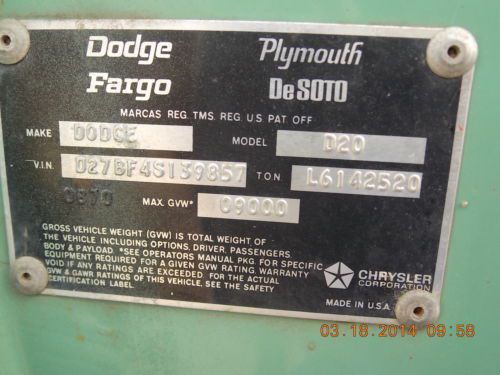 Dodge Plymouth
Fargo De SOTO
MARCAS REG. TMS. REG. U.S. PAT. OFF
MAKE DODGE MODEL D20
V.I.N. D27BF4S139857 T O N L6142520
0870 MAX. GVW* 09000
GROSS VEHICLE WEIGHT (GVW) IS TOTAL WEIGHT OF
THE VEHICLE INCLUDING OPTIONS, DRIVER, PASSENGERS,
BODY & PAYLOAD. *SEE OPERATORS MANUAL PKG. FOR SPECIFIC
EQUIPMENT REQUIRED FOR A GIVEN GVW RATING. WARRANTY
VOID IF ANY RATINGS ARE EXCEEDED. FOR THE ACTUAL
GVW & GAWR RATINGS OF THIS VEHICLE, SEE THE SAFETY
CERTIFICATION LABEL.
CHRYSLER
CORPORATION
MADE IN U.S.A.
03.18.2014 09:58